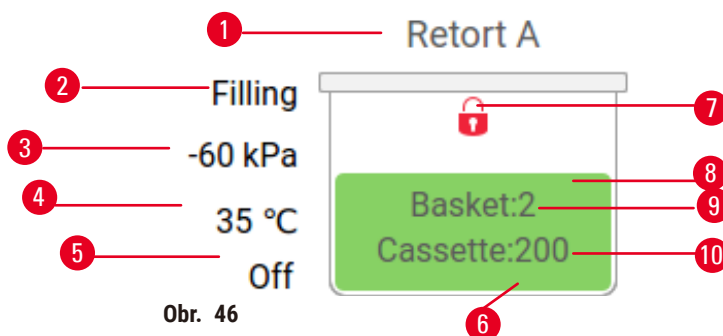 1 Retort A
2 Filling 7
3 -60 kPa
8
4 35 °C Basket:2 9
5 Off Cassette:200 10
Obr. 46 6